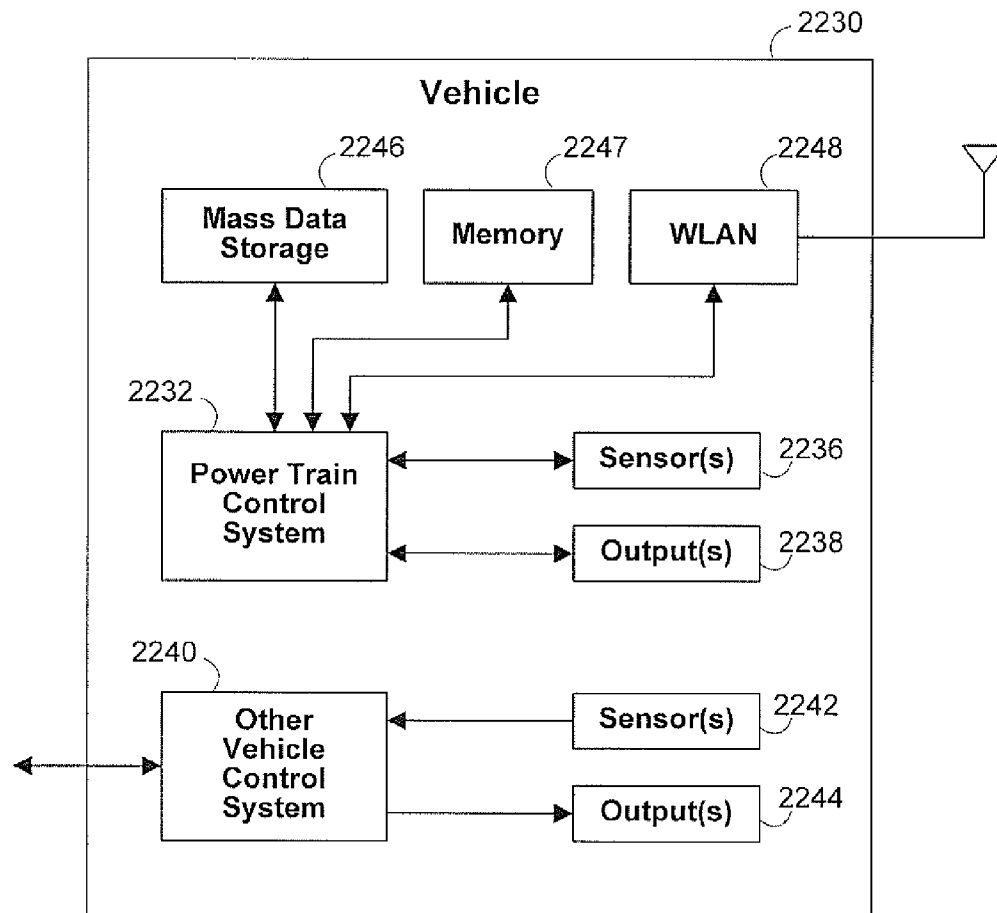 2230
Vehicle
2246
2247
2248
Mass Data
Storage
Memory
WLAN
2232
Power Train
Control
System
Sensor(s)
2236
Output(s)
2238
2240
Other
Vehicle
Control
System
Sensor(s)
2242
Output(s)
2244